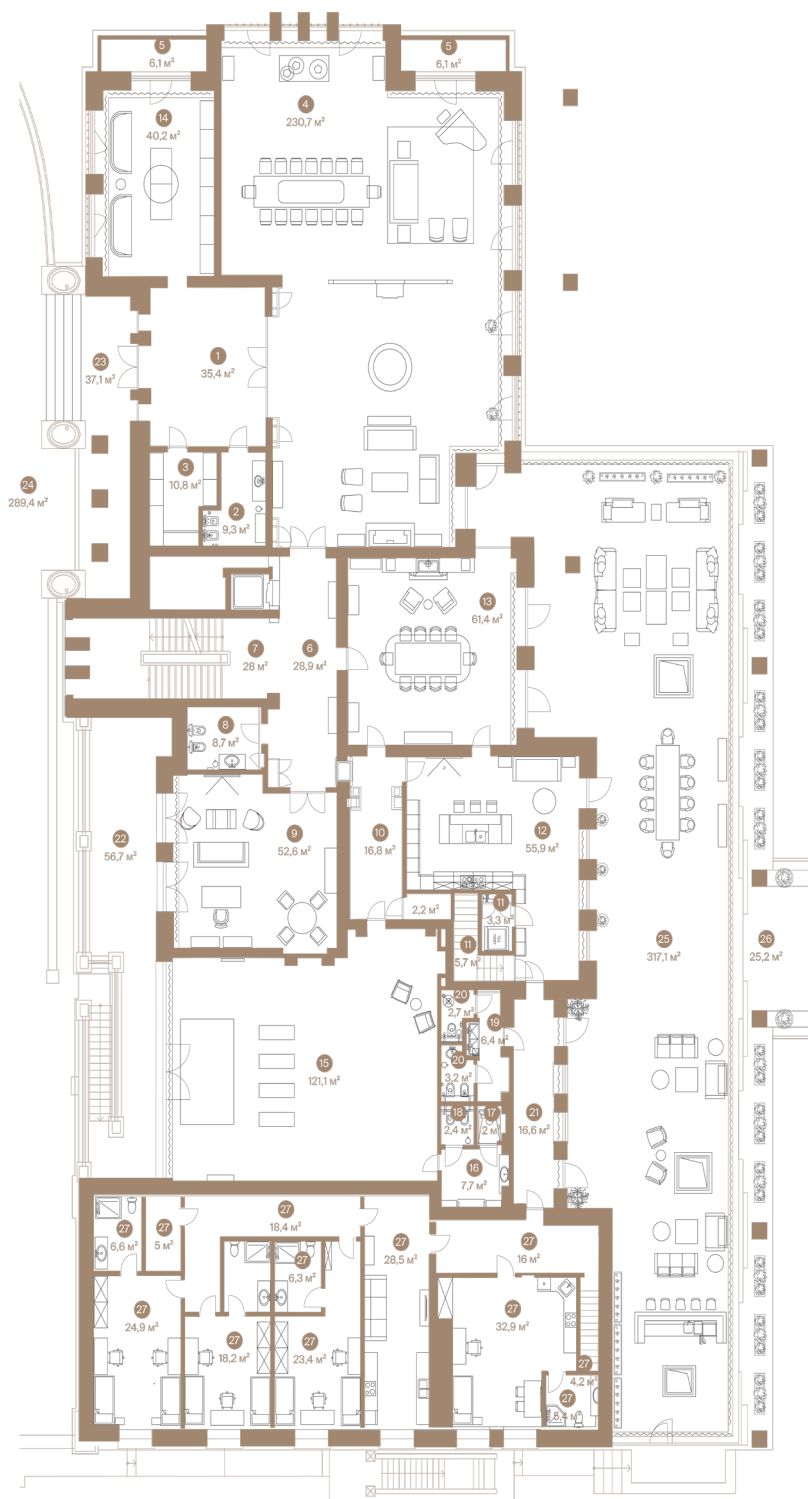 5
6,1 м²
4
230,7 м²
5
6,1 м²
14
40,2 м²
23
37,1 м²
1
35,4 м²
3
10,8 м²
2
9,3 м²
24
289,4 м²
13
61,4 м²
7
28 м²
6
28,9 м²
8
8,7 м²
22
56,7 м²
9
52,6 м²
10
16,8 м²
12
55,9 м²
2,2 м²
11
3,3 м²
11
5,7 м²
25
317,1 м²
26
25,2 м²
20
2,7 м²
19
6,4 м²
15
121,1 м²
20
3,2 м²
21
16,6 м²
18
2,4 м²
17
2 м²
16
7,7 м²
27
6,6 м²
27
5 м²
27
18,4 м²
27
28,5 м²
27
16 м²
27
6,3 м²
27
24,9 м²
27
18,2 м²
27
23,4 м²
27
32,9 м²
27
4,2 м²
27
5,4 м²